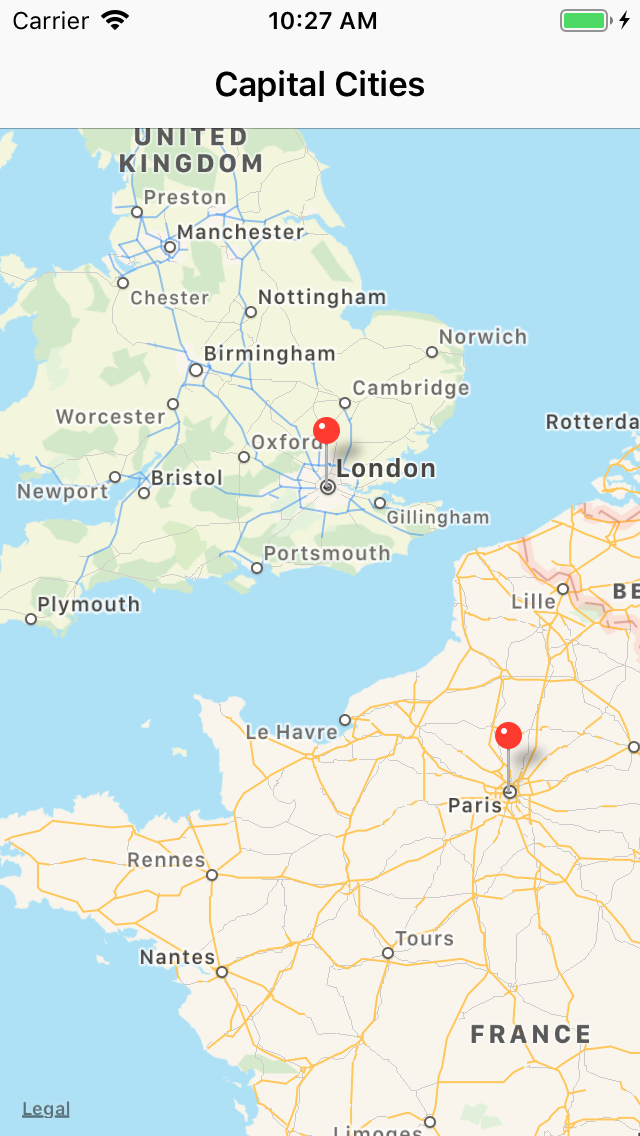 Carrier 10:27 AM
Capital Cities
UNITED
KINGDOM
Preston
Manchester
Chester
Nottingham
Norwich
Birmingham
Cambridge
Worcester
Rotterda
Oxford
London
Bristol
Newport
Gillingham
Portsmouth
Lille
BE
Plymouth
Le Havre
Paris
Rennes
Tours
Nantes
FRANCE
Legal
Limoges